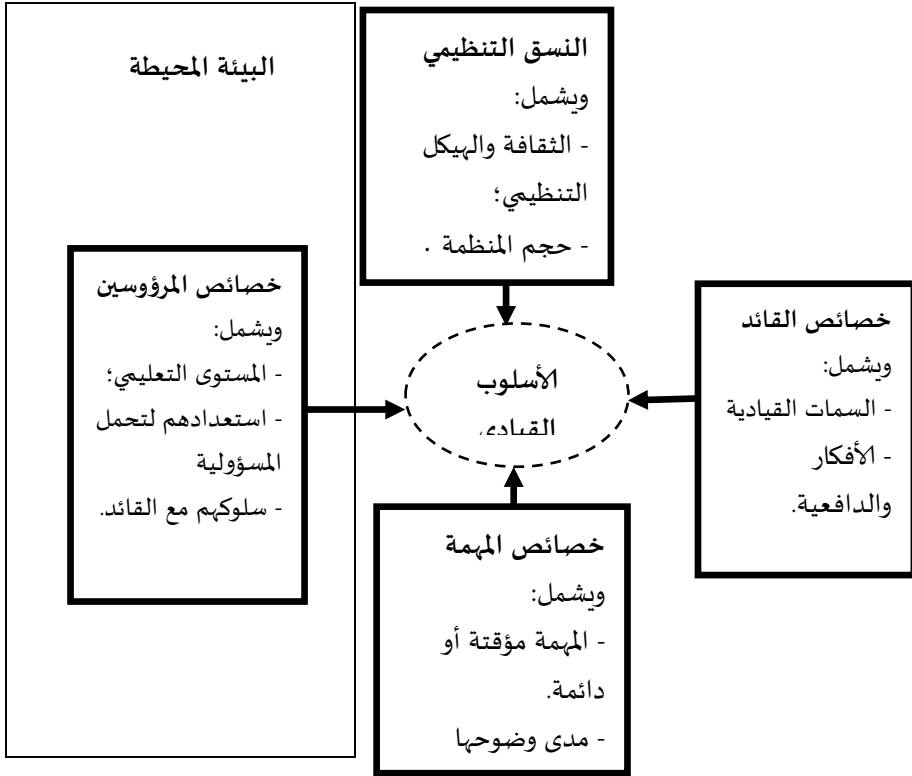 البيئة المحيطة
النسق التنظيمي
ويشمل:
- الثقافة والهيكل
التنظيمي؛
- حجم المنظمة .
خصائص القائد
ويشمل:
- السمات القيادية
- الأفكار
والدافعية.
الأسلوب
القيادي
خصائص المرؤوسين
ويشمل:
- المستوى التعليمي؛
- استعدادهم لتحمل
المسؤولية
- سلوكهم مع القائد.
خصائص المهمة
ويشمل:
- المهمة مؤقتة أو
دائمة.
- مدى وضوحها